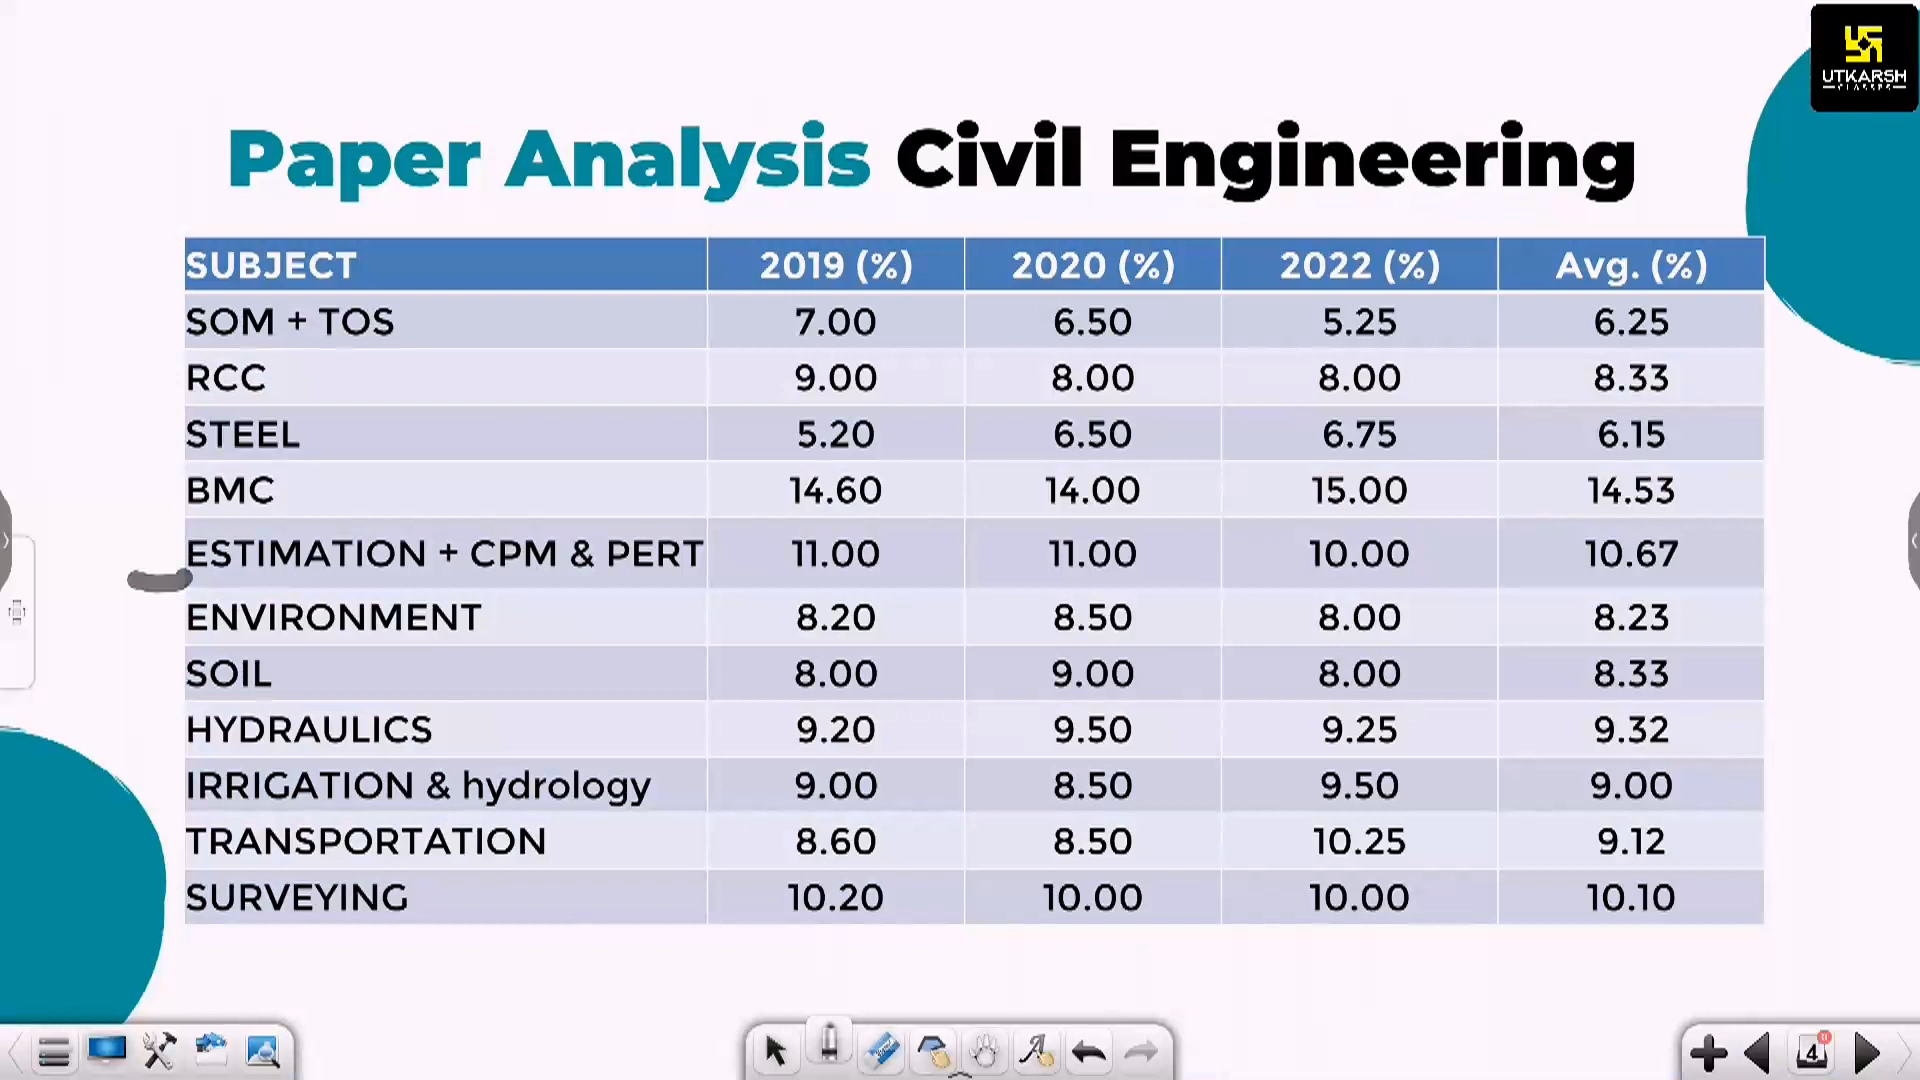 UTKARSH
CLASSES
Paper Analysis Civil Engineering
SUBJECT 2019 (%) 2020 (%) 2022 (%) Avg. (%)
SOM + TOS 7.00 6.50 5.25 6.25
RCC 9.00 8.00 8.00 8.33
STEEL 5.20 6.50 6.75 6.15
BMC 14.60 14.00 15.00 14.53
ESTIMATION + CPM & PERT 11.00 11.00 10.00 10.67
ENVIRONMENT 8.20 8.50 8.00 8.23
SOIL 8.00 9.00 8.00 8.33
HYDRAULICS 9.20 9.50 9.25 9.32
IRRIGATION & hydrology 9.00 8.50 9.50 9.00
TRANSPORTATION 8.60 8.50 10.25 9.12
SURVEYING 10.20 10.00 10.00 10.10
4